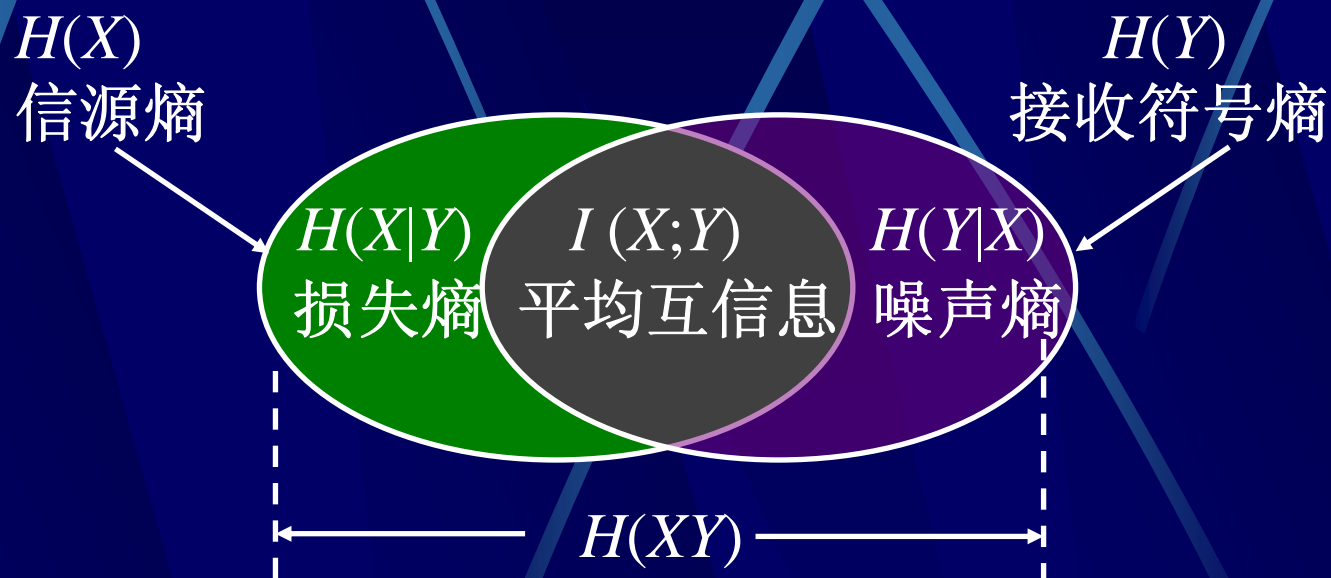 H(X)
信源熵
H(Y)
接收符号熵
H(X|Y)
损失熵
I (X;Y)
平均互信息
H(Y|X)
噪声熵
H(XY)